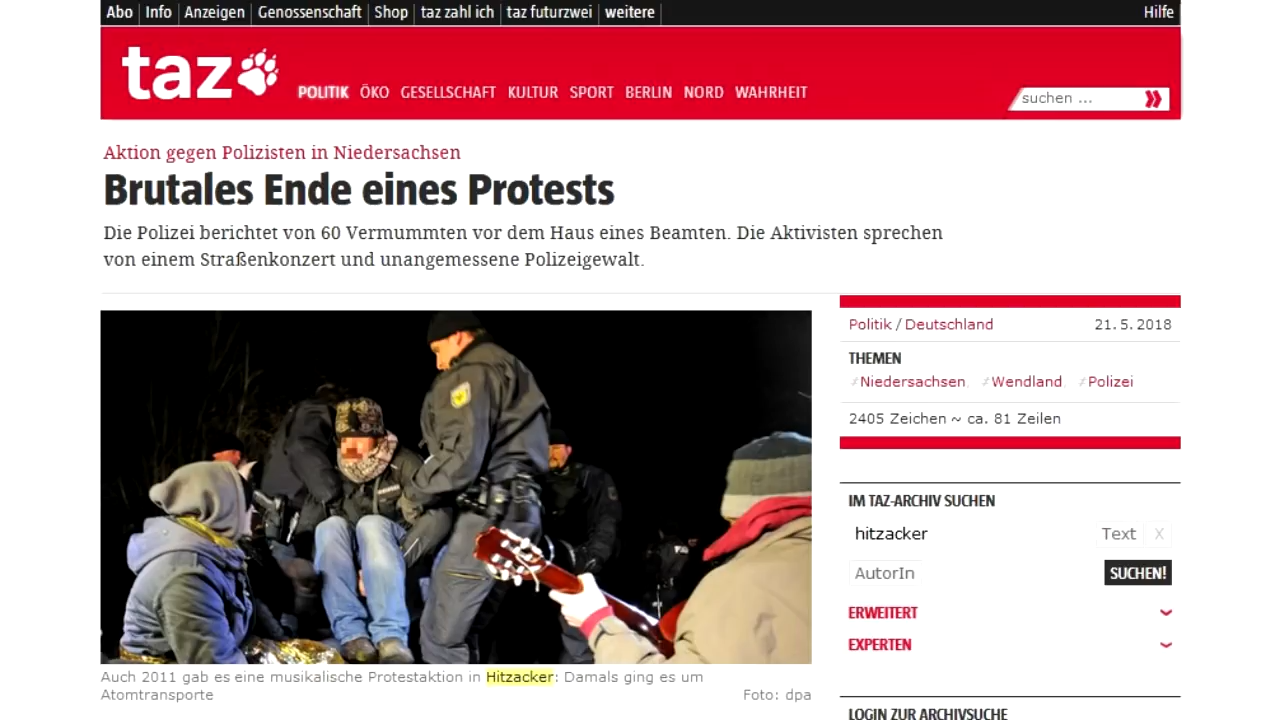 Abo Info Anzeigen Genossenschaft Shop taz zahl ich taz futurzwei weitere Hilfe
taz
POLITIK ÖKO GESELLSCHAFT KULTUR SPORT BERLIN NORD WAHRHEIT
suchen ...
Aktion gegen Polizisten in Niedersachsen
Brutales Ende eines Protests
Die Polizei berichtet von 60 Vermummten vor dem Haus eines Beamten. Die Aktivisten sprechen
von einem Straßenkonzert und unangemessene Polizeigewalt.
Auch 2011 gab es eine musikalische Protestaktion in Hitzacker: Damals ging es um
Atomtransporte Foto: dpa
Politik / Deutschland 21. 5. 2018
THEMEN
#Niedersachsen, #Wendland, #Polizei
2405 Zeichen ~ ca. 81 Zeilen
IM TAZ-ARCHIV SUCHEN
hitzacker Text X
AutorIn SUCHEN!
ERWEITERT
EXPERTEN
LOGIN ZUR ARCHIVSUCHE